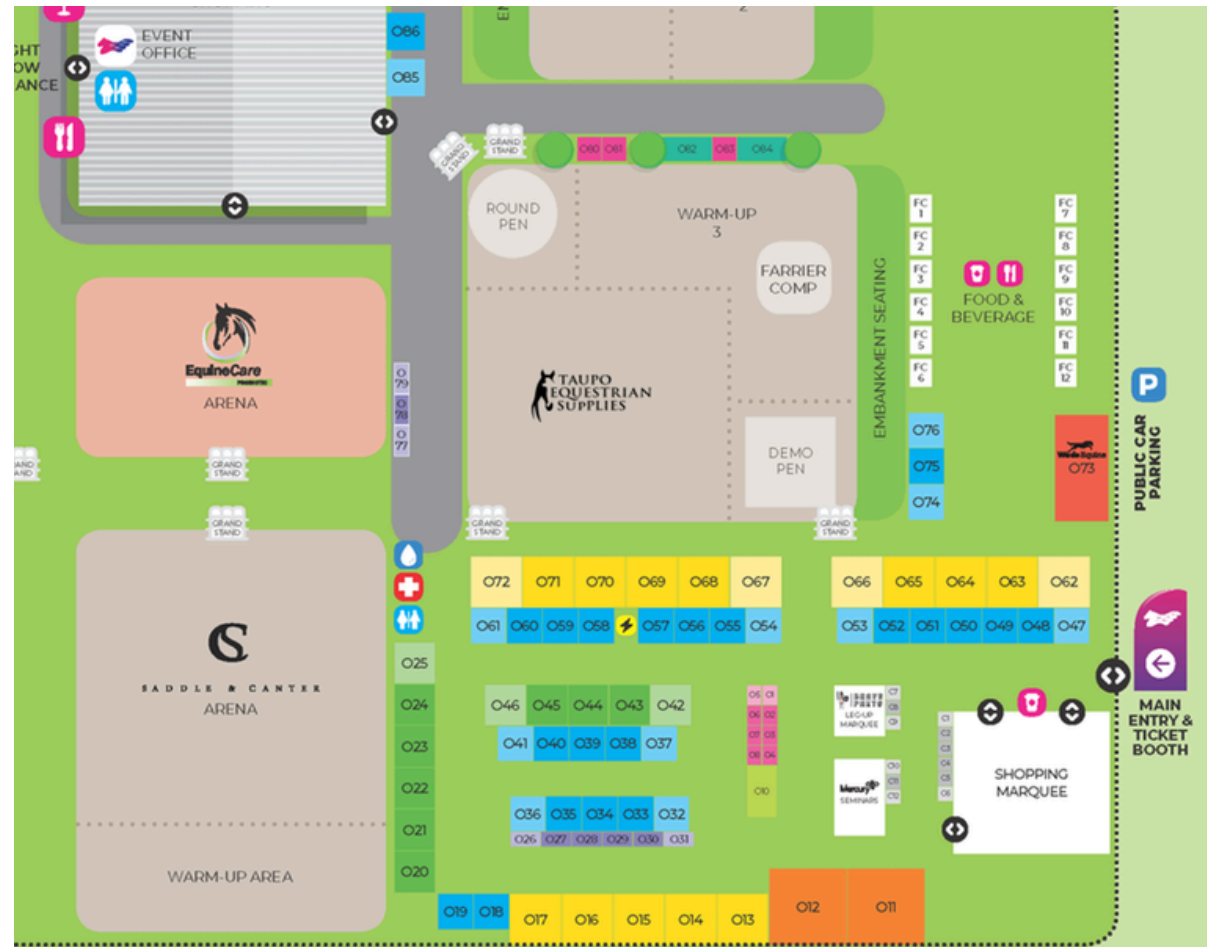 GHT
OW
ANCE
EVENT
OFFICE
O86
O85
2
GRAND
STAND
GRAND
STAND
O80 O81
O82
O83
O84
ROUND
PEN
WARM-UP
3
FARRIER
COMP
EMBANKMENT SEATING
FC
1
FC
2
FC
3
FC
4
FC
5
FC
6
FOOD &
BEVERAGE
FC
7
FC
8
FC
9
FC
10
FC
11
FC
12
EquineCare
ARENA
O
79
O
78
O
77
TAUPO
EQUESTRIAN
SUPPLIES
DEMO
PEN
O76
O75
O74
O73
P
PUBLIC CAR
PARKING
GRAND
STAND
GRAND
STAND
GRAND
STAND
GRAND
STAND
O72 O71 O70 O69 O68 O67
O66 O65 O64 O63 O62
O61 O60 O59 O58 O57 O56 O55 O54
O53 O52 O51 O50 O49 O48 O47
CS
SADDLE & CANTER
ARENA
WARM-UP AREA
O25
O24
O23
O22
O21
O20
O46 O45 O44 O43 O42
O41 O40 O39 O38 O37
O36 O35 O34 O33 O32
O26 O27 O28 O29 O30 O31
O5 O1
O6 O2
O7 O3
O8 O4
O10
LEG-UP
MARQUEE
C7
C8
C9
Mercury
SEMINARS
C10
C11
C12
C1
C2
C3
C4
C5
C6
SHOPPING
MARQUEE
MAIN
ENTRY &
TICKET
BOOTH
O19 O18 O17 O16 O15 O14 O13 O12 O11